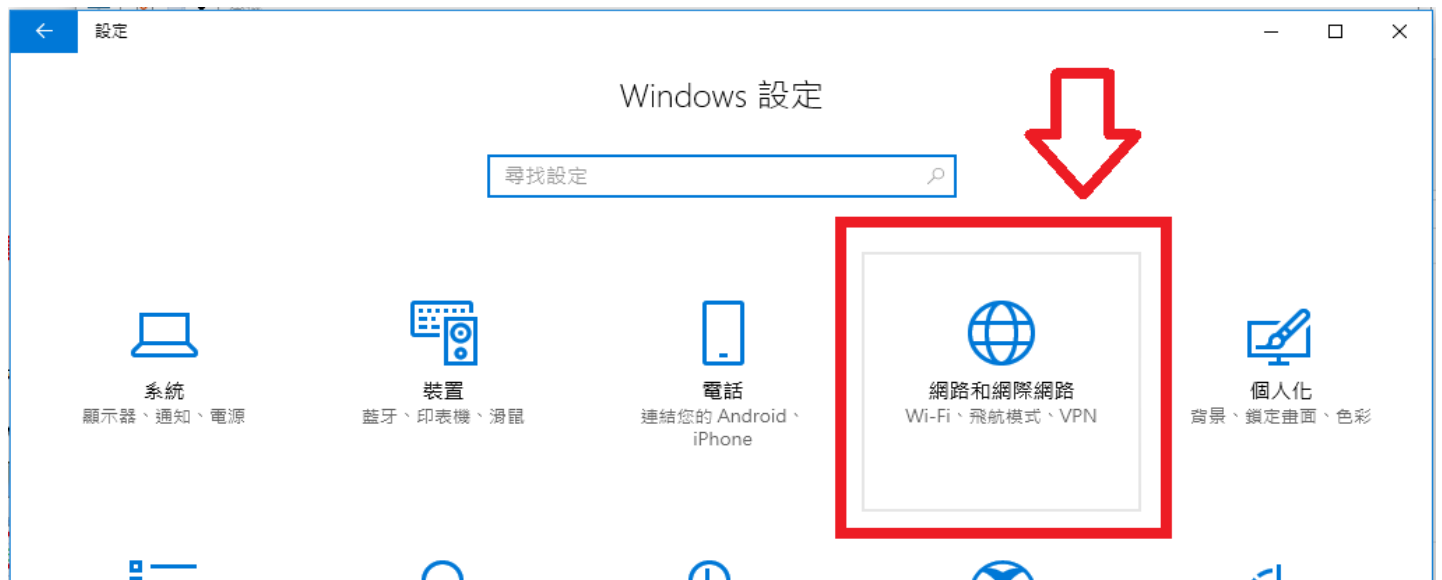 設定
Windows 設定
尋找設定
系統
顯示器、通知、電源
裝置
藍牙、印表機、滑鼠
電話
連結您的 Android、
iPhone
網路和網際網路
Wi-Fi、飛航模式、VPN
個人化
背景、鎖定畫面、色彩